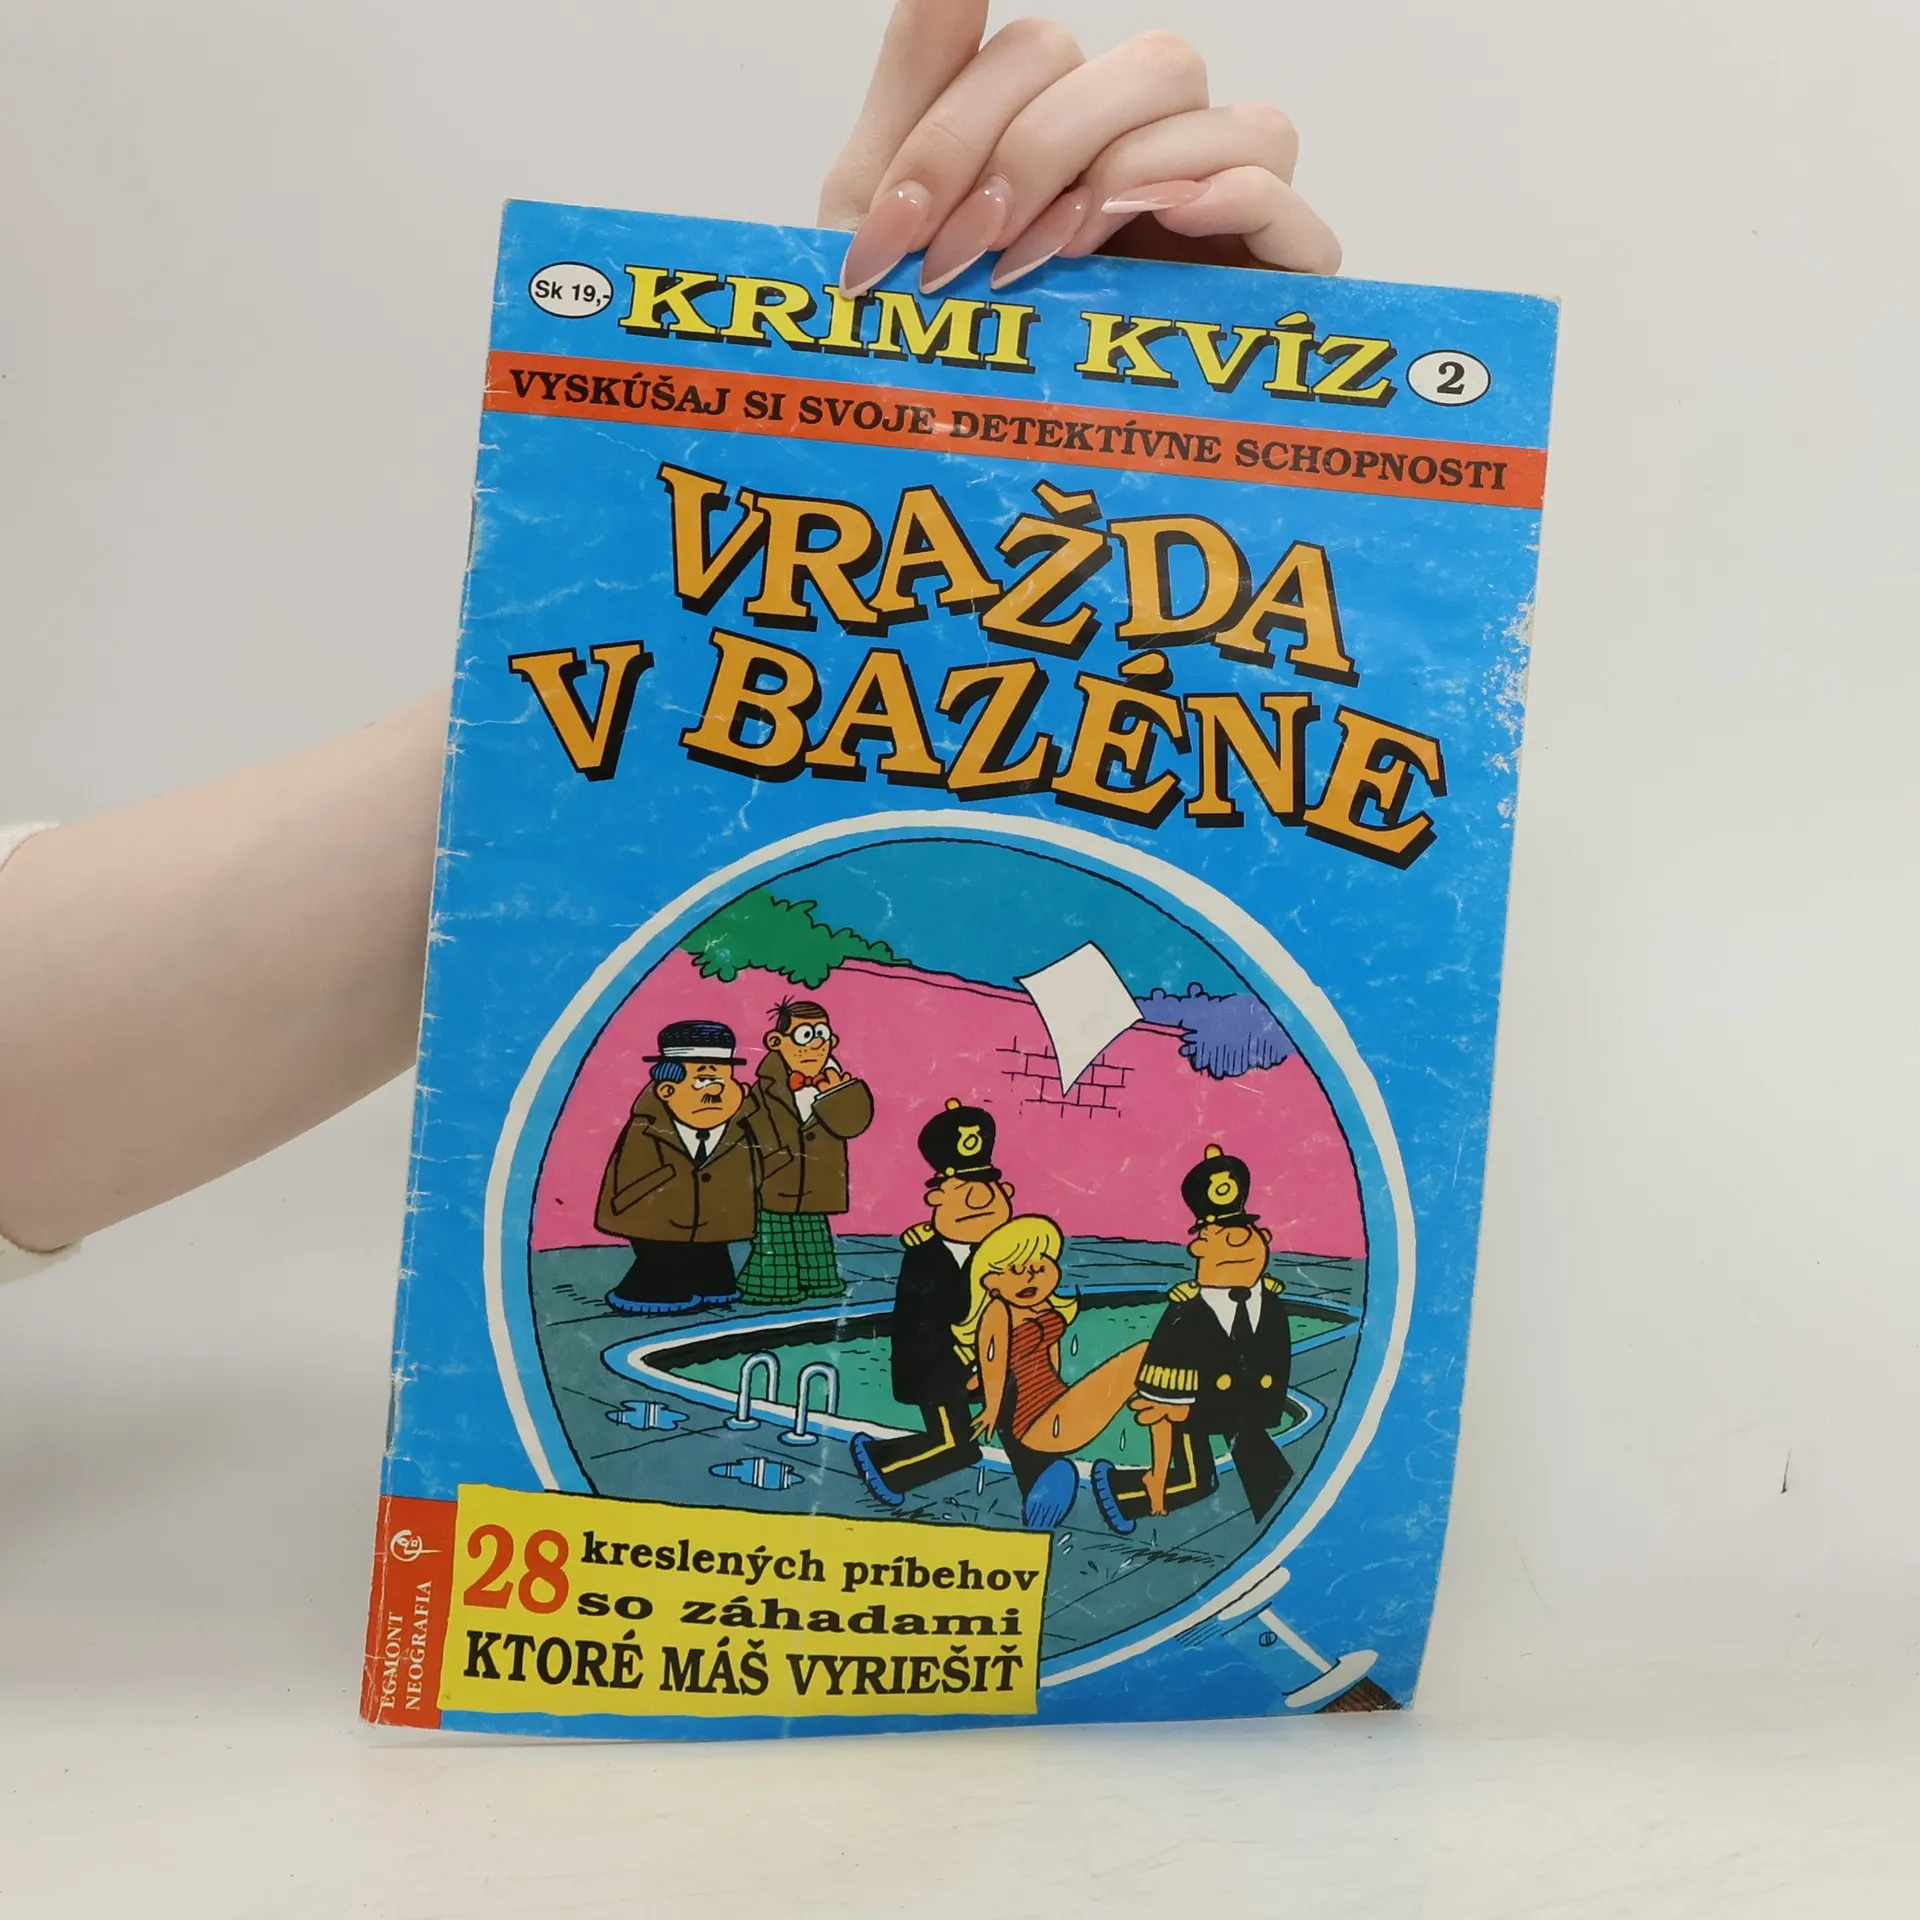 Sk 19,-
KRIMI KVÍZ 2
VYSKÚŠAJ SI SVOJE DETEKTÍVNE SCHOPNOSTI
VRAŽDA
V BAZÉNE
28 kreslených príbehov
so záhadami
KTORÉ MÁŠ VYRIEŠIŤ
EGMONT
NEOGRAFIA